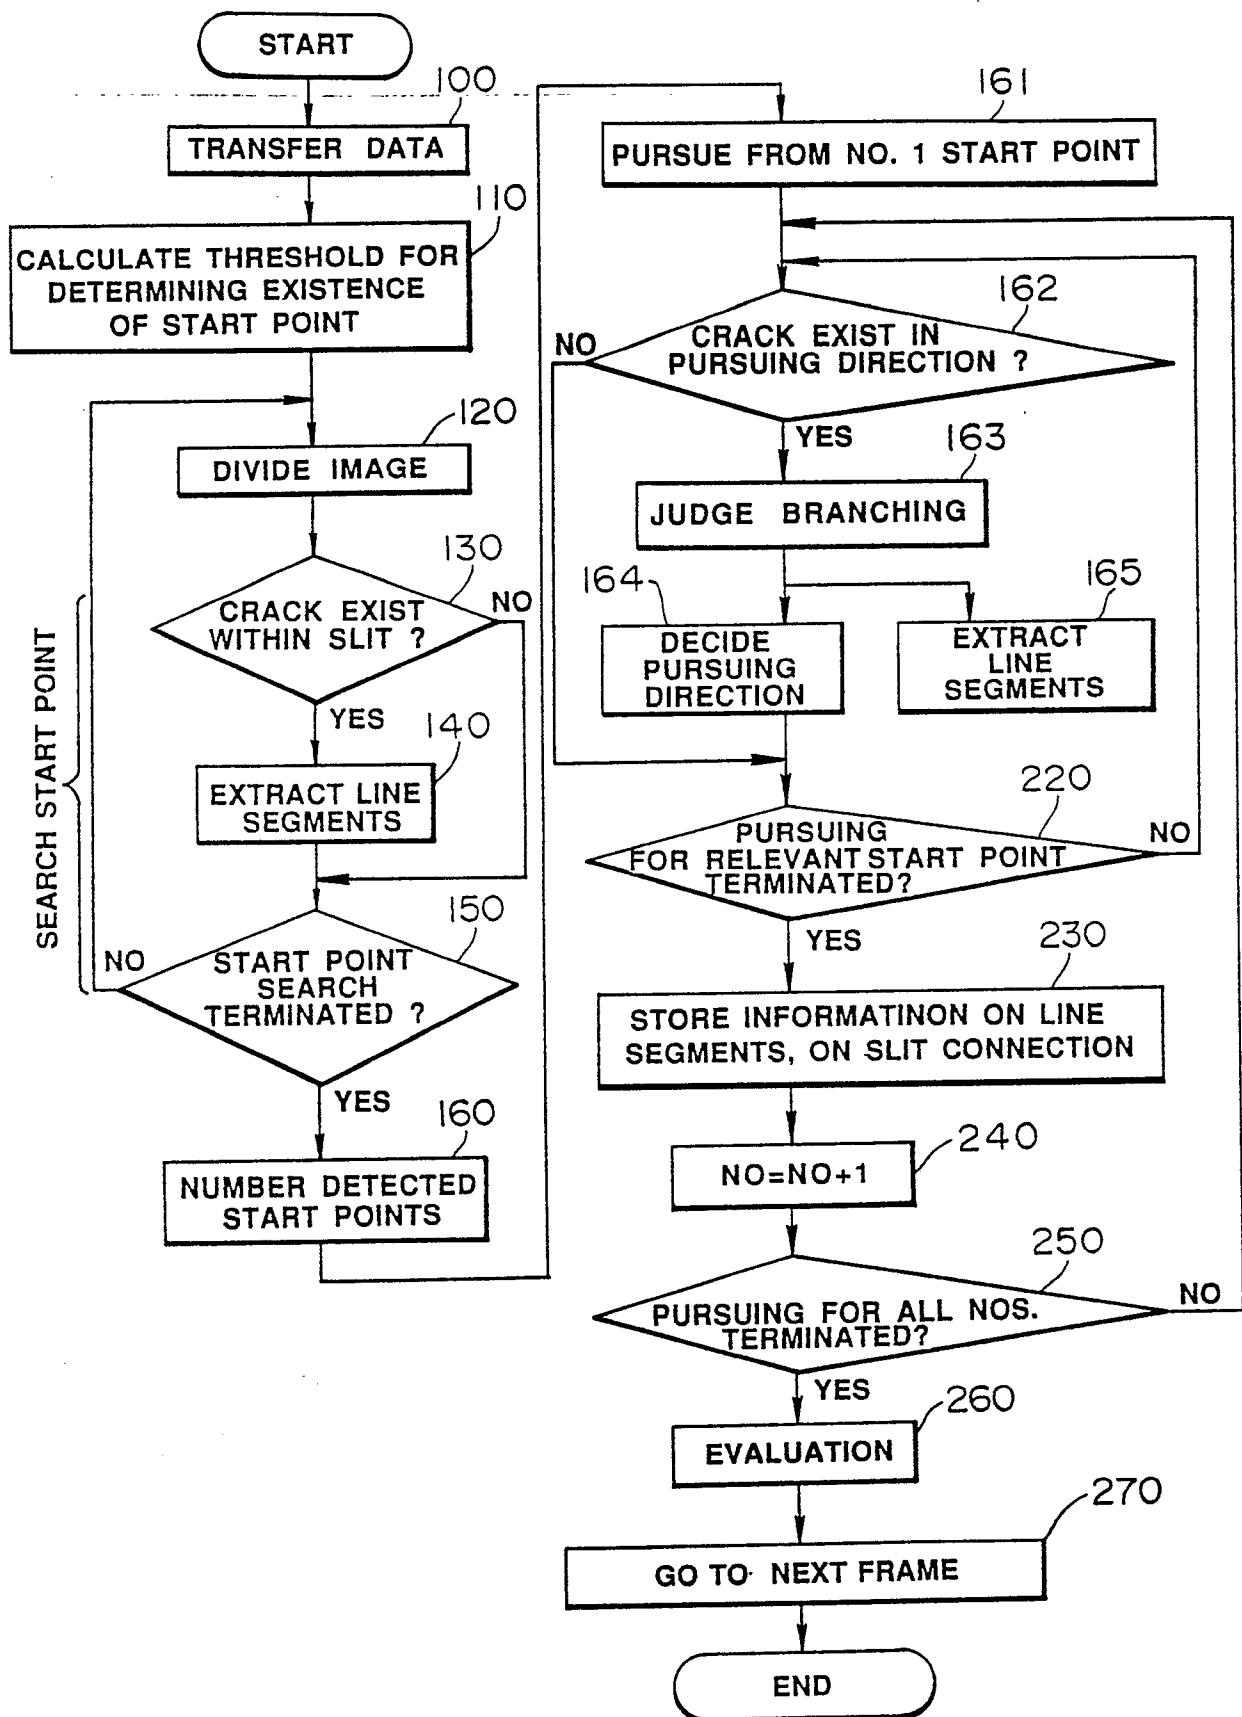 START
100
TRANSFER DATA
110
CALCULATE THRESHOLD FOR
DETERMINING EXISTENCE
OF START POINT
120
DIVIDE IMAGE
130
CRACK EXIST
WITHIN SLIT ?
NO
YES
140
EXTRACT LINE
SEGMENTS
SEARCH START POINT
150
START POINT
SEARCH
TERMINATED ?
NO
YES
160
NUMBER DETECTED
START POINTS
161
PURSUE FROM NO. 1 START POINT
162
CRACK EXIST IN
PURSUING DIRECTION ?
NO
YES
163
JUDGE BRANCHING
164
DECIDE
PURSUING
DIRECTION
165
EXTRACT
LINE
SEGMENTS
220
PURSUING
FOR RELEVANT START POINT
TERMINATED?
NO
YES
230
STORE INFORMATINON ON LINE
SEGMENTS, ON SLIT CONNECTION
240
NO=NO+1
250
PURSUING FOR ALL NOS.
TERMINATED?
NO
YES
260
EVALUATION
270
GO TO NEXT FRAME
END